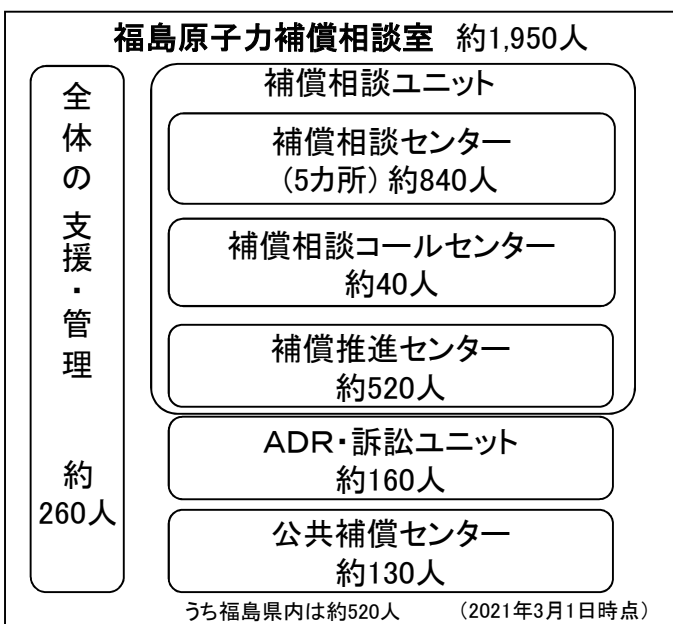 福島原子力補償相談室 約1,950人
全体の支援・管理
約
260人
補償相談ユニット
補償相談センター
(5カ所) 約840人
補償相談コールセンター
約40人
補償推進センター
約520人
ADR・訴訟ユニット
約160人
公共補償センター
約130人
うち福島県内は約520人 (2021年3月1日時点)